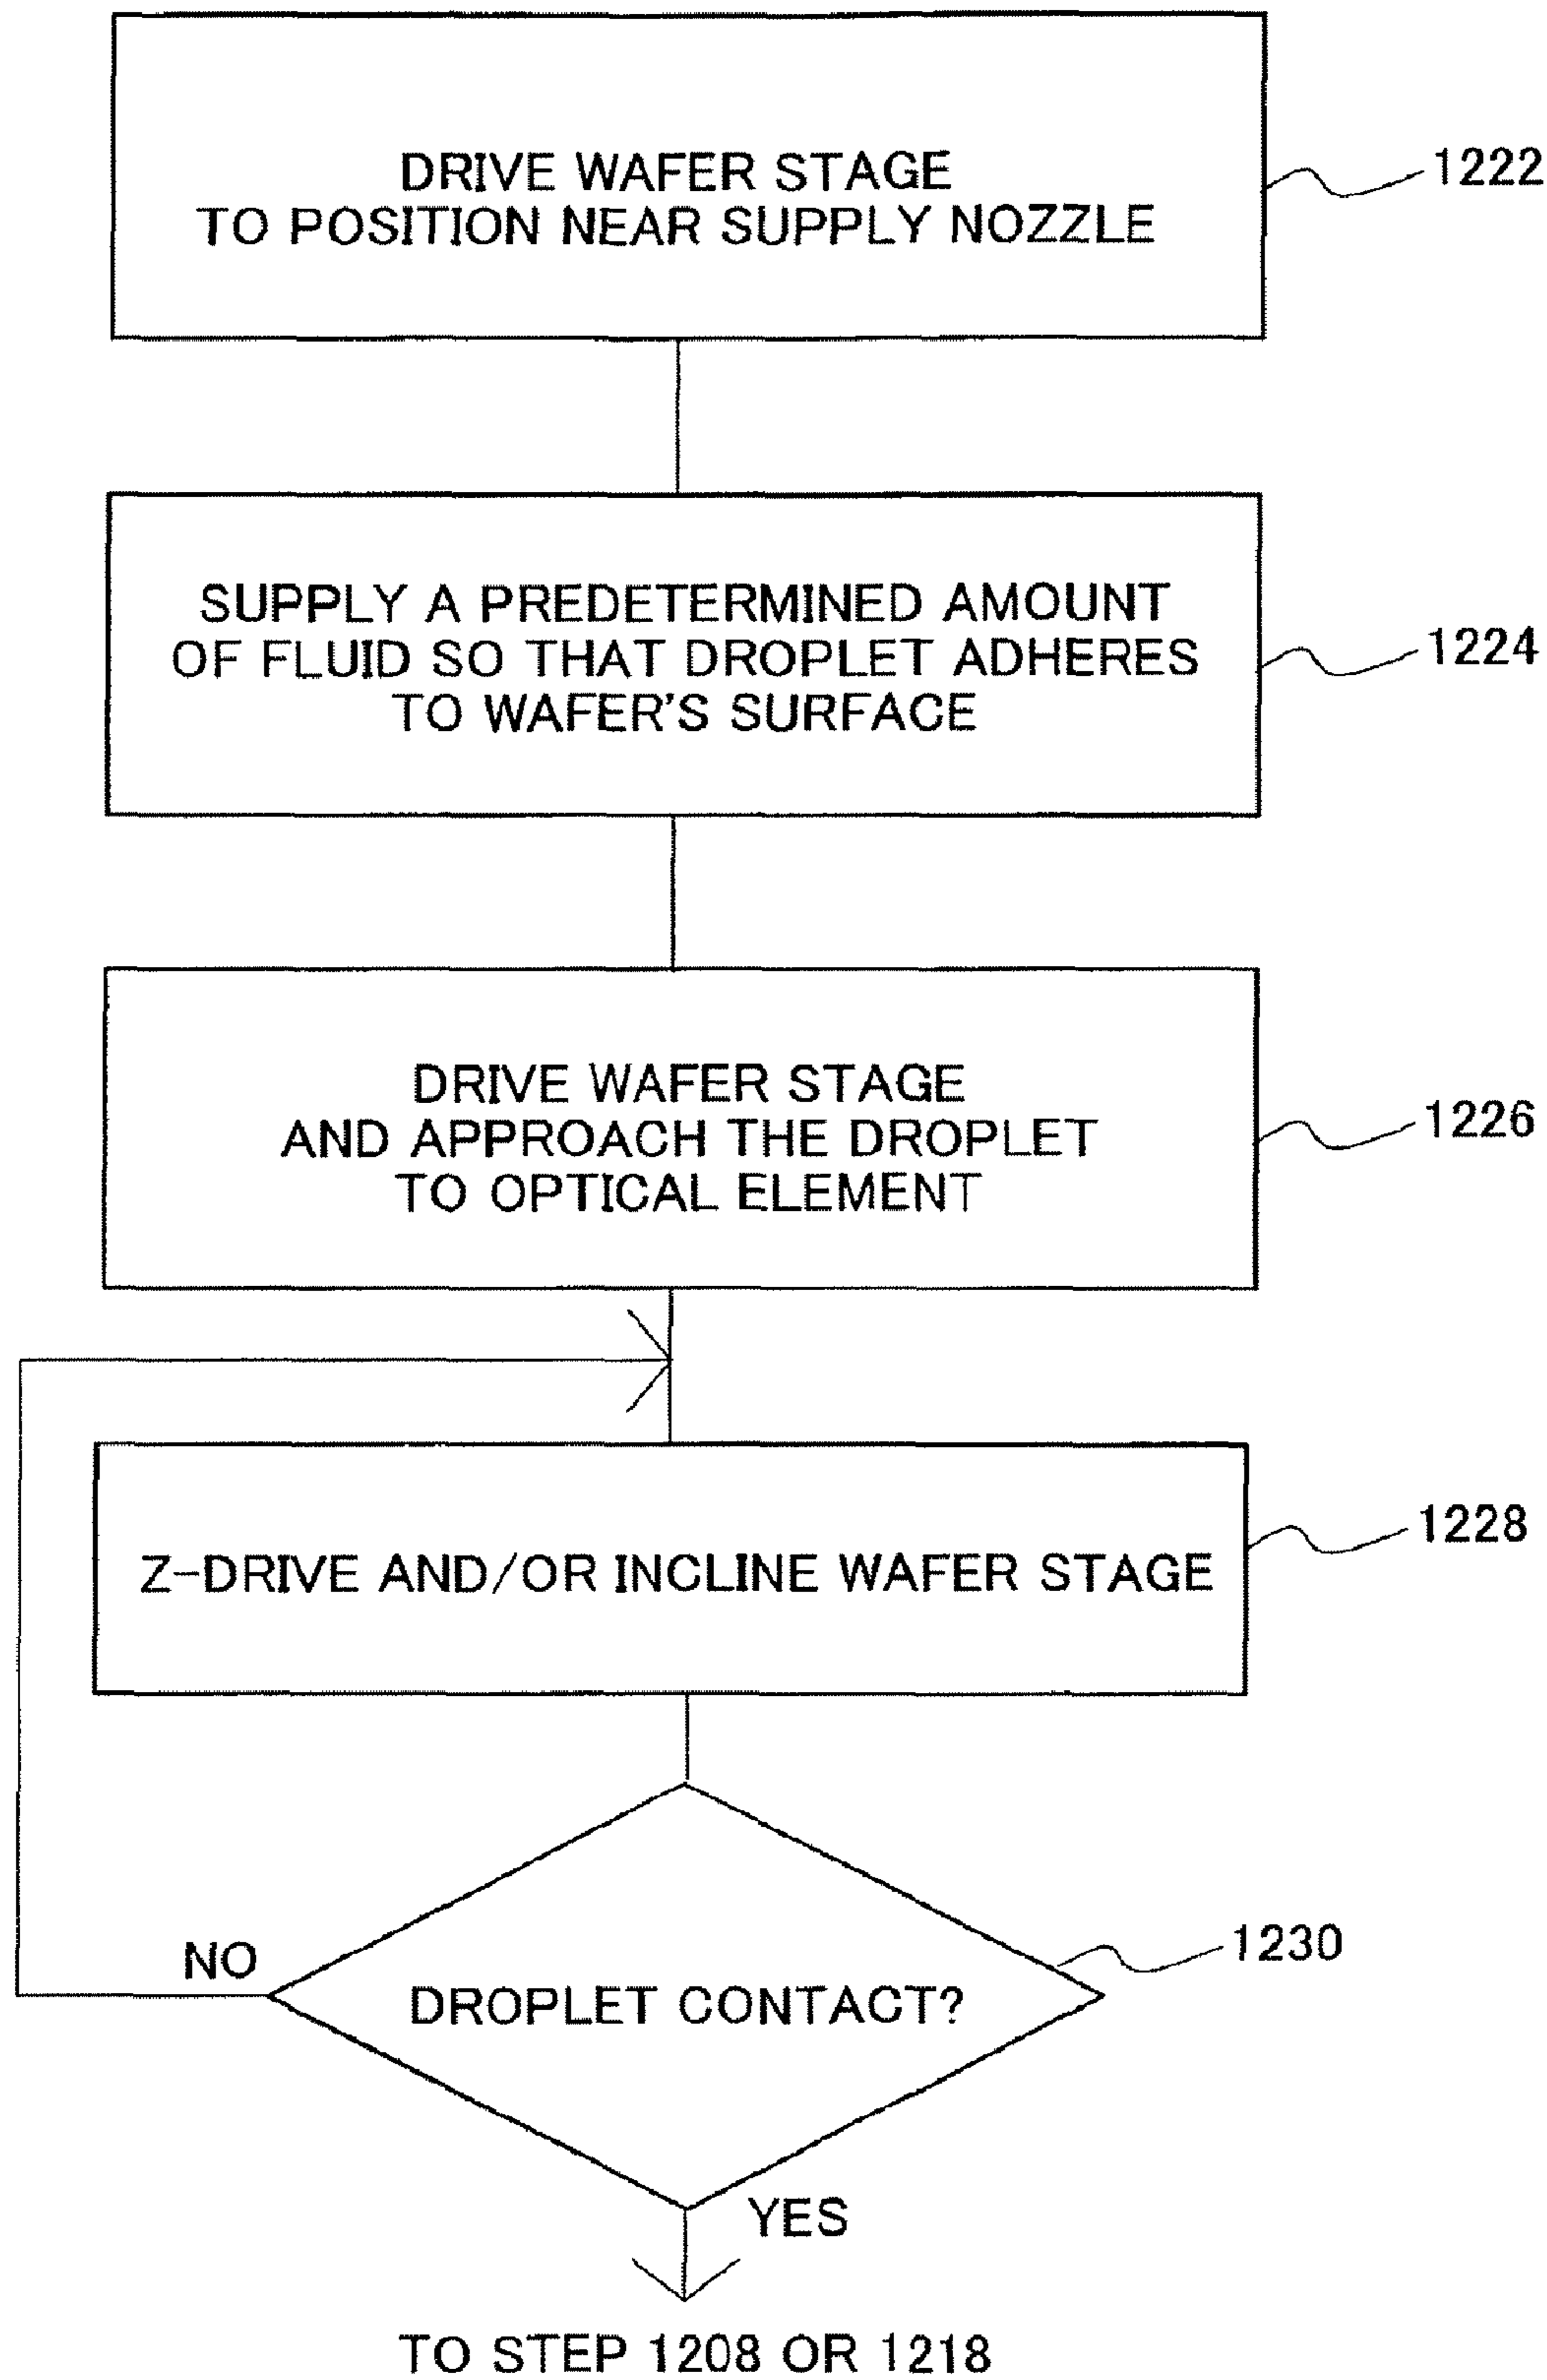 DRIVE WAFER STAGE
TO POSITION NEAR SUPPLY NOZZLE
1222
SUPPLY A PREDETERMINED AMOUNT
OF FLUID SO THAT DROPLET ADHERES
TO WAFER'S SURFACE
1224
DRIVE WAFER STAGE
AND APPROACH THE DROPLET
TO OPTICAL ELEMENT
1226
Z-DRIVE AND/OR INCLINE WAFER STAGE
1228
NO
DROPLET CONTACT?
1230
YES
TO STEP 1208 OR 1218